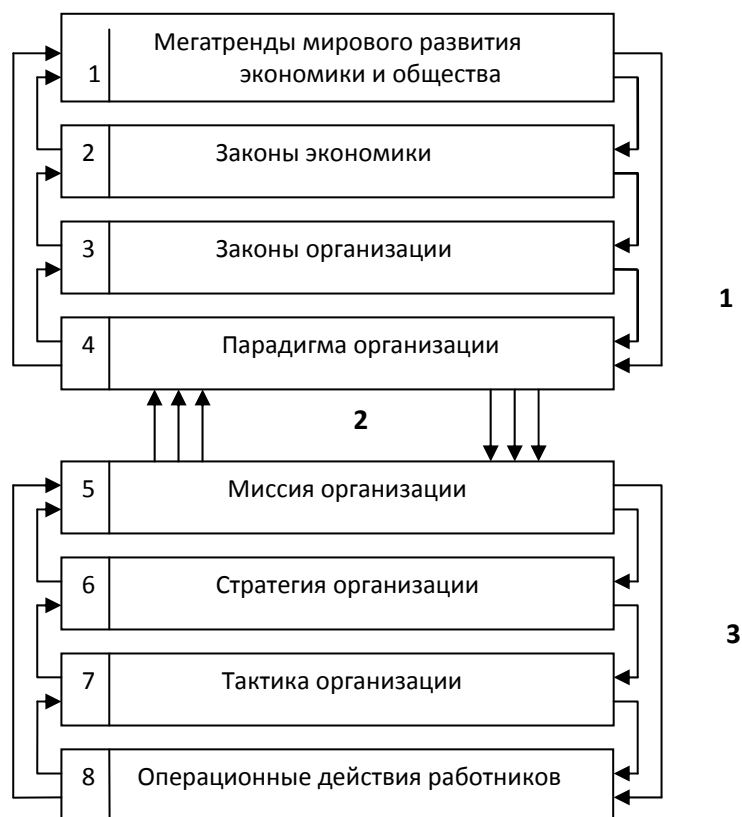 Мегатренды мирового развития
1 экономики и общества
2 Законы экономики
3 Законы организации
1
4 Парадигма организации
2
5 Миссия организации
6 Стратегия организации
3
7 Тактика организации
8 Операционные действия работников